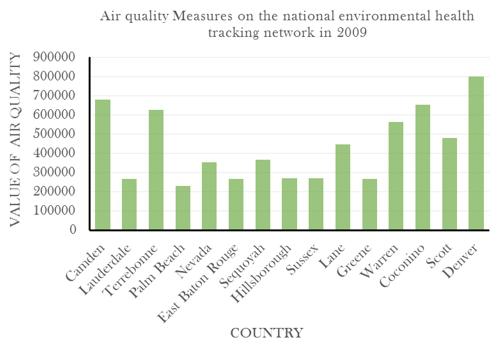 Air quality Measures on the national environmental health
tracking network in 2009
VALUE OF AIR QUALITY
900000
800000
700000
600000
500000
400000
300000
200000
100000
0
Camden
Lauderdale
Terrebonne
Palm Beach
Nevada
East Baton Rouge
Sequoyah
Hillsborough
Sussex
Lane
Greene
Warren
Coconino
Scott
Denver
COUNTRY